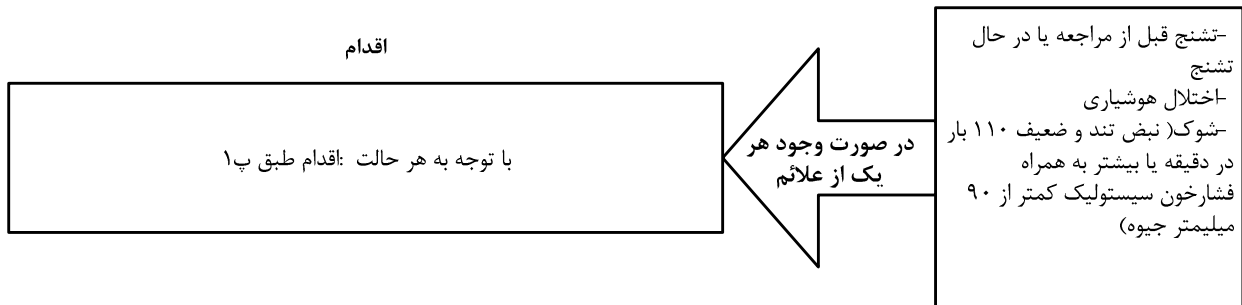 -تشنج قبل از مراجعه یا در حال
تشنج
-اختلال هوشیاری
-شوک( نبض تند و ضعیف ۱۱۰ بار
در دقیقه یا بیشتر به همراه
فشارخون سیستولیک کمتر از ۹۰
میلیمتر جیوه)
در صورت وجود هر
یک از علائم
اقدام
با توجه به هر حالت :اقدام طبق پ۱